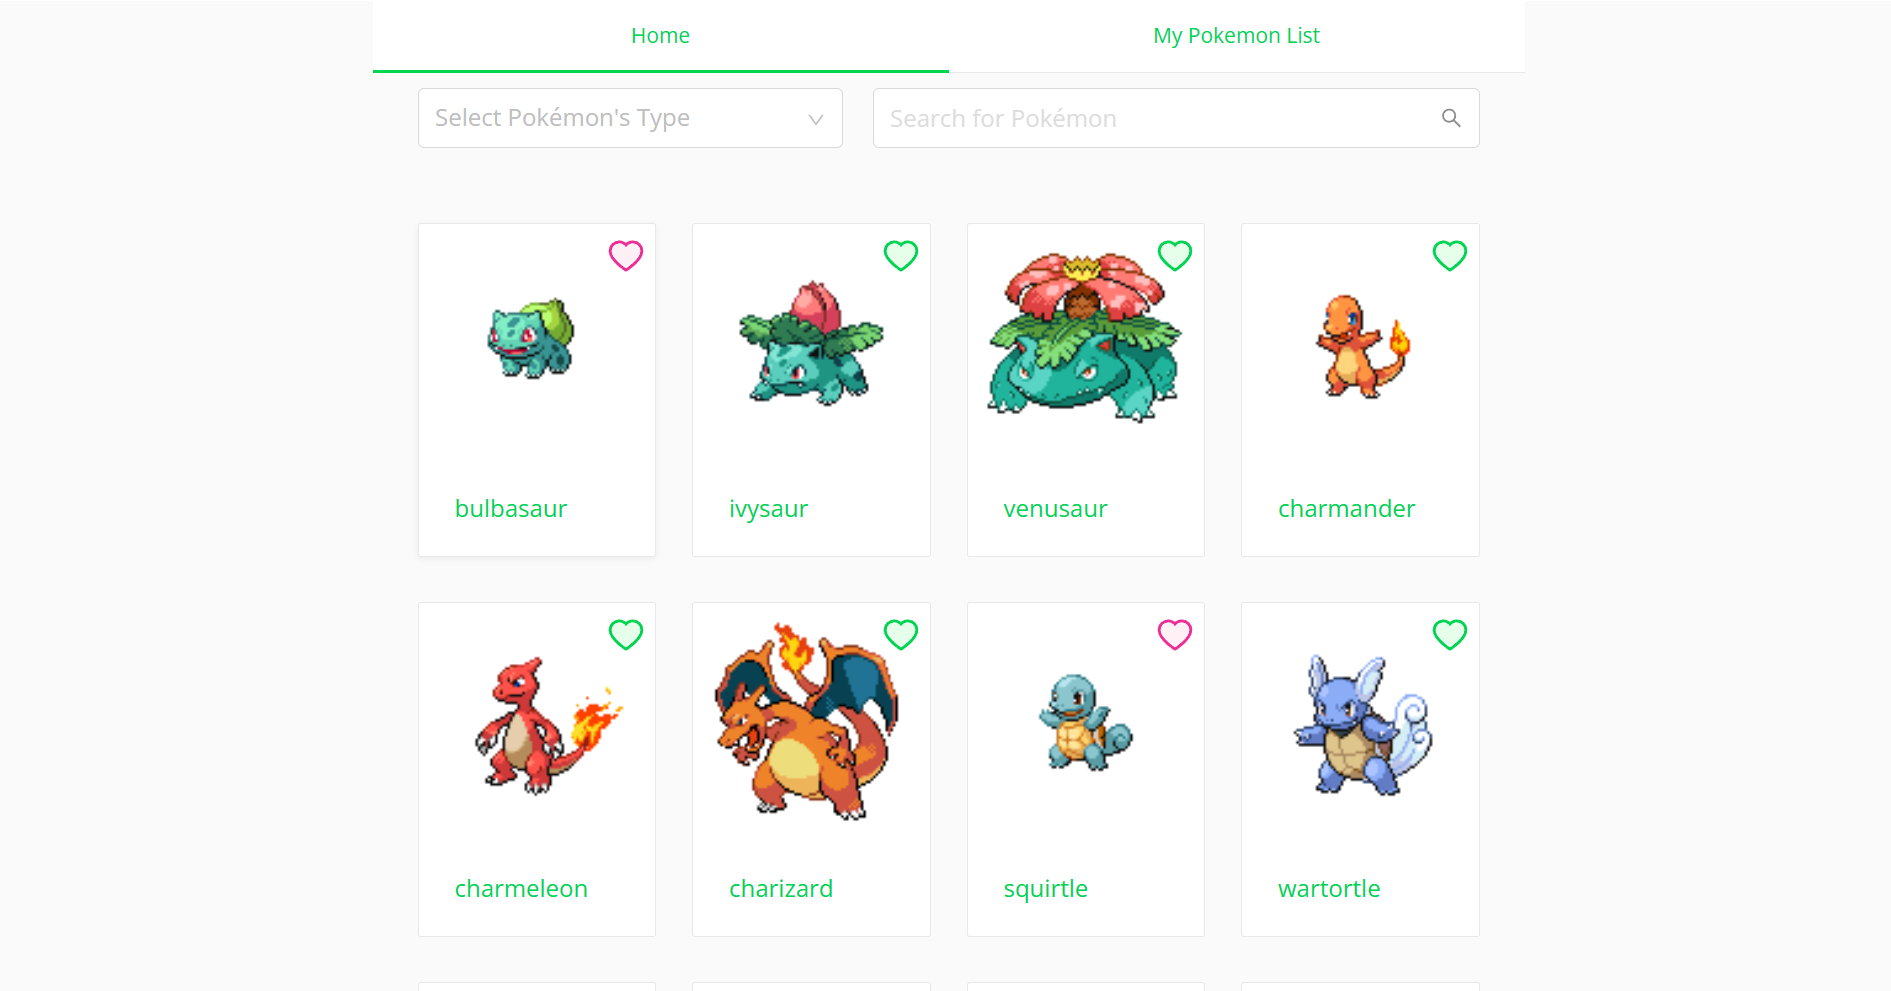 Home
My Pokemon List
Select Pokémon's Type
Search for Pokémon
bulbasaur
ivysaur
venusaur
charmander
charmeleon
charizard
squirtle
wartortle